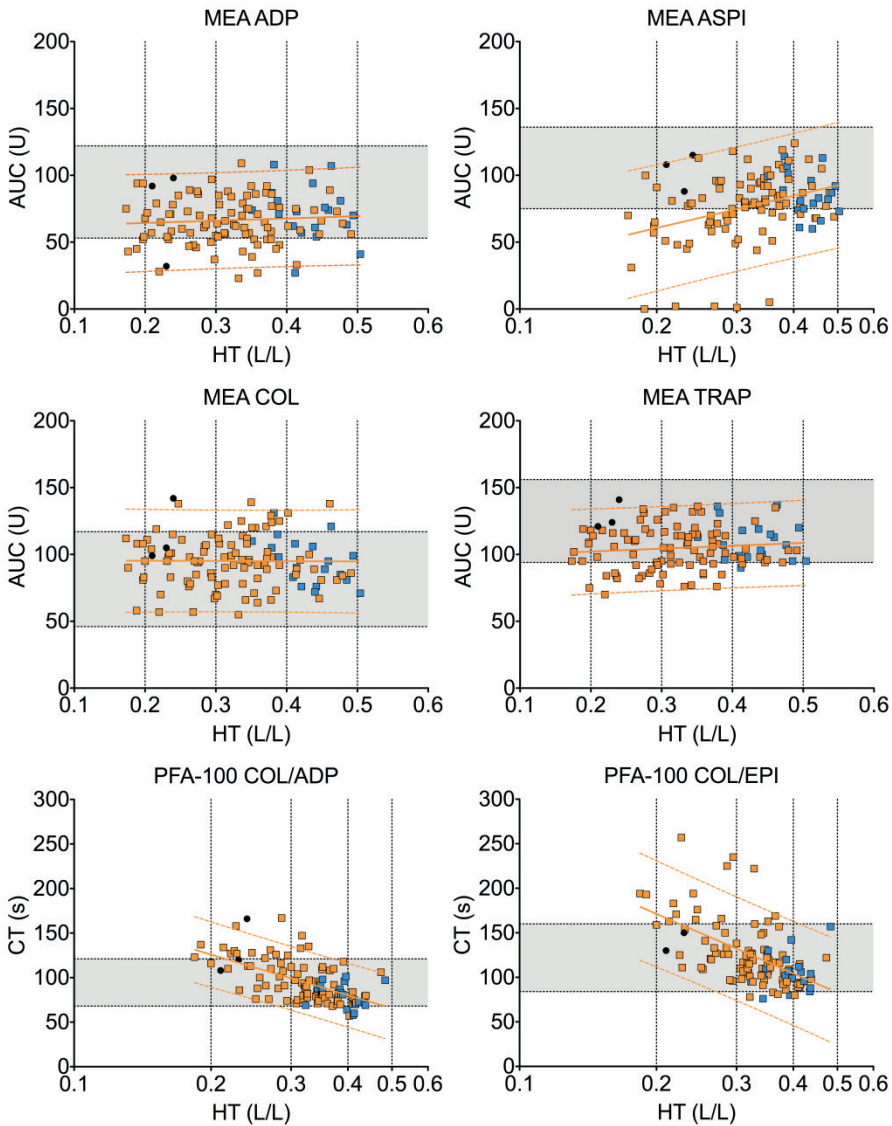 MEA ADP
200
150
100
50
0
AUC (U)
0.1 0.2 0.3 0.4 0.5 0.6
HT (L/L)
MEA ASPI
200
150
100
50
0
AUC (U)
0.1 0.2 0.3 0.4 0.5 0.6
HT (L/L)
MEA COL
200
150
100
50
0
AUC (U)
0.1 0.2 0.3 0.4 0.5 0.6
HT (L/L)
MEA TRAP
200
150
100
50
0
AUC (U)
0.1 0.2 0.3 0.4 0.5 0.6
HT (L/L)
PFA-100 COL/ADP
300
250
200
150
100
50
0
CT (s)
0.1 0.2 0.3 0.4 0.5 0.6
HT (L/L)
PFA-100 COL/EPI
300
250
200
150
100
50
0
CT (s)
0.1 0.2 0.3 0.4 0.5 0.6
HT (L/L)